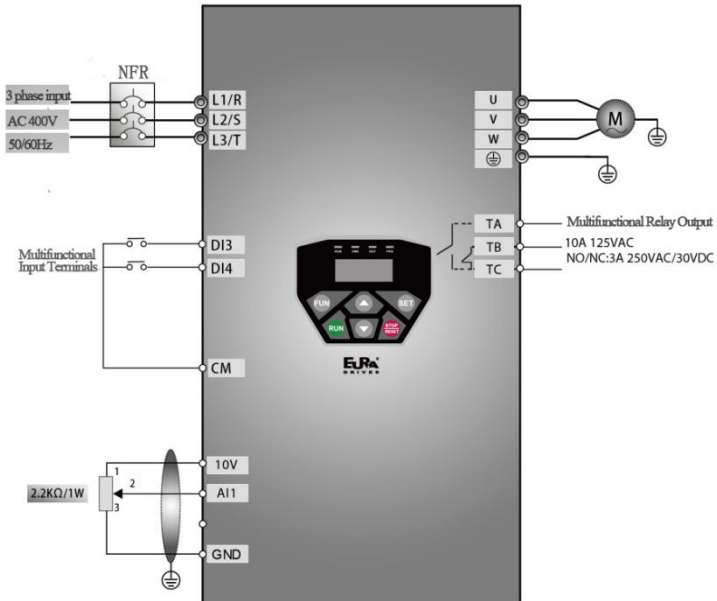 NFR
3 phase input
AC 400V
50/60Hz
L1/R
L2/S
L3/T
U
V
W
M
Multifunctional
Input Terminals
DI3
DI4
CM
TA
TB
TC
Multifunctional Relay Output
10A 125VAC
NO/NC:3A 250VAC/30VDC
FUN
SET
RUN
STOP
RESET
EURA
DRIVES
10V
AI1
GND
2.2KΩ/1W
1
2
3